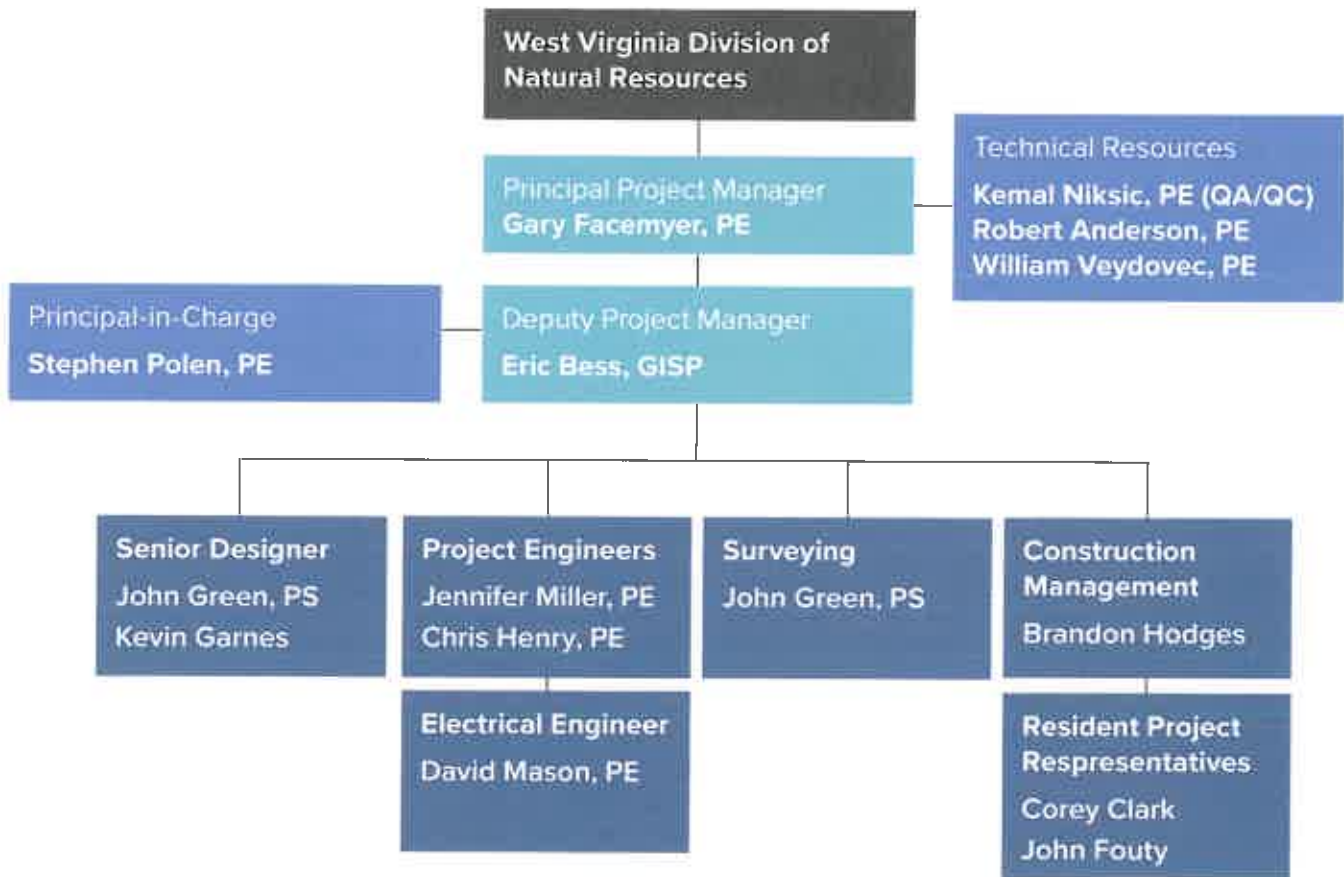 West Virginia Division of
Natural Resources
Principal Project Manager
Gary Facemyer, PE
Technical Resources
Kemal Niksic, PE (QA/QC)
Robert Anderson, PE
William Veydovec, PE
Principal-in-Charge
Stephen Polen, PE
Deputy Project Manager
Eric Bess, GISP
Senior Designer
John Green, PS
Kevin Garnes
Project Engineers
Jennifer Miller, PE
Chris Henry, PE
Electrical Engineer
David Mason, PE
Surveying
John Green, PS
Construction
Management
Brandon Hodges
Resident Project
Respresentatives
Corey Clark
John Fouty